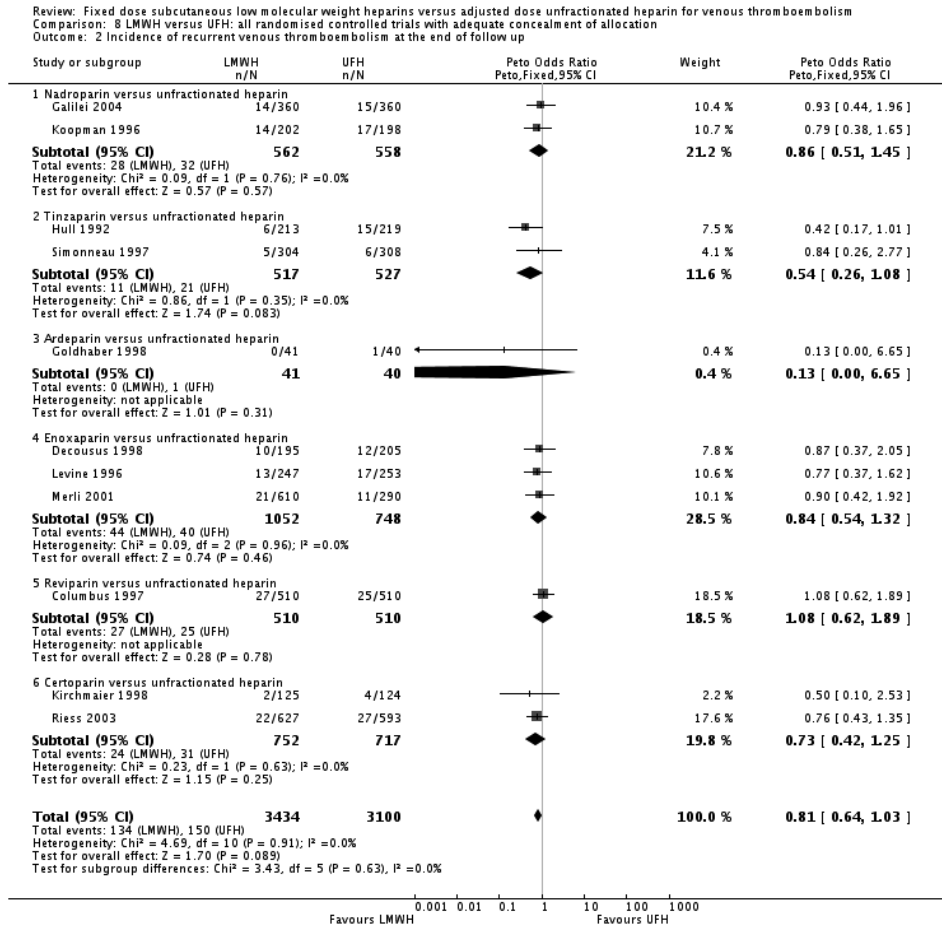 Review: Fixed dose subcutaneous low molecular weight heparins versus adjusted dose unfractionated heparin for venous thromboembolism
Comparison: 8 LMWH versus UFH: all randomised controlled trials with adequate concealment of allocation
Outcome: 2 Incidence of recurrent venous thromboembolism at the end of follow up
Study or subgroup LMWH UFH Peto Odds Ratio Weight Peto Odds Ratio
n/N n/N Peto,Fixed,95% CI Peto,Fixed,95% CI
1 Nadroparin versus unfractionated heparin
Galilei 2004 14/360 15/360 10.4 % 0.93 [ 0.44, 1.96 ]
Koopman 1996 14/202 17/198 10.7 % 0.79 [ 0.38, 1.65 ]
Subtotal (95% CI) 562 558 21.2 % 0.86 [ 0.51, 1.45 ]
Total events: 28 (LMWH), 32 (UFH)
Heterogeneity: Chi² = 0.09, df = 1 (P = 0.76); I² =0.0%
Test for overall effect: Z = 0.57 (P = 0.57)
2 Tinzaparin versus unfractionated heparin
Hull 1992 6/213 15/219 7.5 % 0.42 [ 0.17, 1.01 ]
Simonneau 1997 5/304 6/308 4.1 % 0.84 [ 0.26, 2.77 ]
Subtotal (95% CI) 517 527 11.6 % 0.54 [ 0.26, 1.08 ]
Total events: 11 (LMWH), 21 (UFH)
Heterogeneity: Chi² = 0.86, df = 1 (P = 0.35); I² =0.0%
Test for overall effect: Z = 1.74 (P = 0.083)
3 Ardeparin versus unfractionated heparin
Goldhaber 1998 0/41 1/40 0.4 % 0.13 [ 0.00, 6.65 ]
Subtotal (95% CI) 41 40 0.4 % 0.13 [ 0.00, 6.65 ]
Total events: 0 (LMWH), 1 (UFH)
Heterogeneity: not applicable
Test for overall effect: Z = 1.01 (P = 0.31)
4 Enoxaparin versus unfractionated heparin
Decousus 1998 10/195 12/205 7.8 % 0.87 [ 0.37, 2.05 ]
Levine 1996 13/247 17/253 10.6 % 0.77 [ 0.37, 1.62 ]
Merli 2001 21/610 11/290 10.1 % 0.90 [ 0.42, 1.92 ]
Subtotal (95% CI) 1052 748 28.5 % 0.84 [ 0.54, 1.32 ]
Total events: 44 (LMWH), 40 (UFH)
Heterogeneity: Chi² = 0.09, df = 2 (P = 0.96); I² =0.0%
Test for overall effect: Z = 0.74 (P = 0.46)
5 Reviparin versus unfractionated heparin
Columbus 1997 27/510 25/510 18.5 % 1.08 [ 0.62, 1.89 ]
Subtotal (95% CI) 510 510 18.5 % 1.08 [ 0.62, 1.89 ]
Total events: 27 (LMWH), 25 (UFH)
Heterogeneity: not applicable
Test for overall effect: Z = 0.28 (P = 0.78)
6 Certoparin versus unfractionated heparin
Kirchmaier 1998 2/125 4/124 2.2 % 0.50 [ 0.10, 2.53 ]
Riess 2003 22/627 27/593 17.6 % 0.76 [ 0.43, 1.35 ]
Subtotal (95% CI) 752 717 19.8 % 0.73 [ 0.42, 1.25 ]
Total events: 24 (LMWH), 31 (UFH)
Heterogeneity: Chi² = 0.23, df = 1 (P = 0.63); I² =0.0%
Test for overall effect: Z = 1.15 (P = 0.25)
Total (95% CI) 3434 3100 100.0 % 0.81 [ 0.64, 1.03 ]
Total events: 134 (LMWH), 150 (UFH)
Heterogeneity: Chi² = 4.69, df = 10 (P = 0.91); I² =0.0%
Test for overall effect: Z = 1.70 (P = 0.089)
Test for subgroup differences: Chi² = 3.43, df = 5 (P = 0.63), I² =0.0%
0.001 0.01 0.1 1 10 100 1000
Favours LMWH Favours UFH